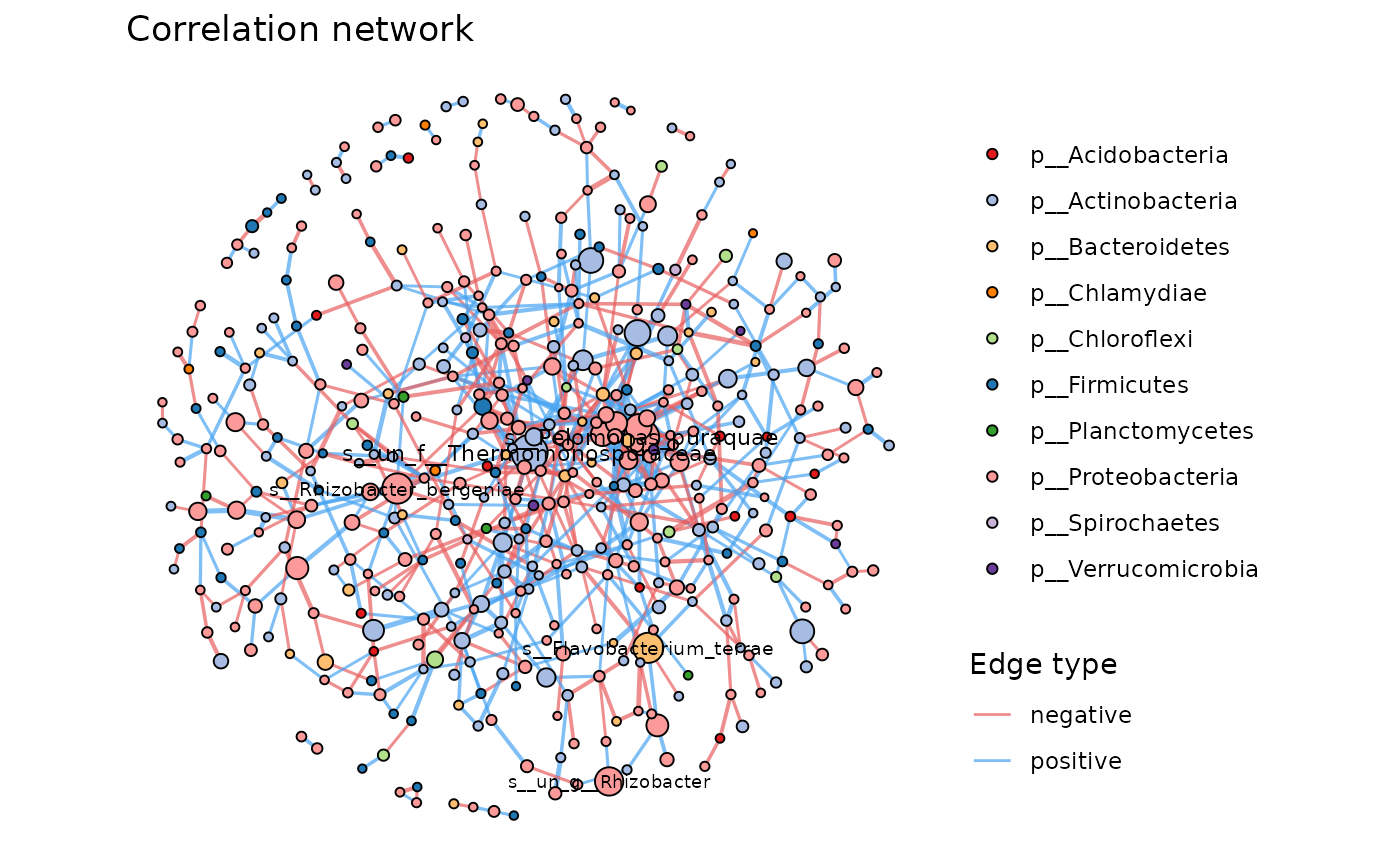 Correlation network
p__Acidobacteria
p__Actinobacteria
p__Bacteroidetes
p__Chlamydiae
p__Chloroflexi
p__Firmicutes
p__Planctomycetes
p__Proteobacteria
p__Spirochaetes
p__Verrucomicrobia
s__Pelomonas_puraquae
s__un_f__Thermomonosporaceae
s__Rhizobacter_bergeniae
s__Flavobacterium_terrae
s__un_g__Rhizobacter
Edge type
negative
positive